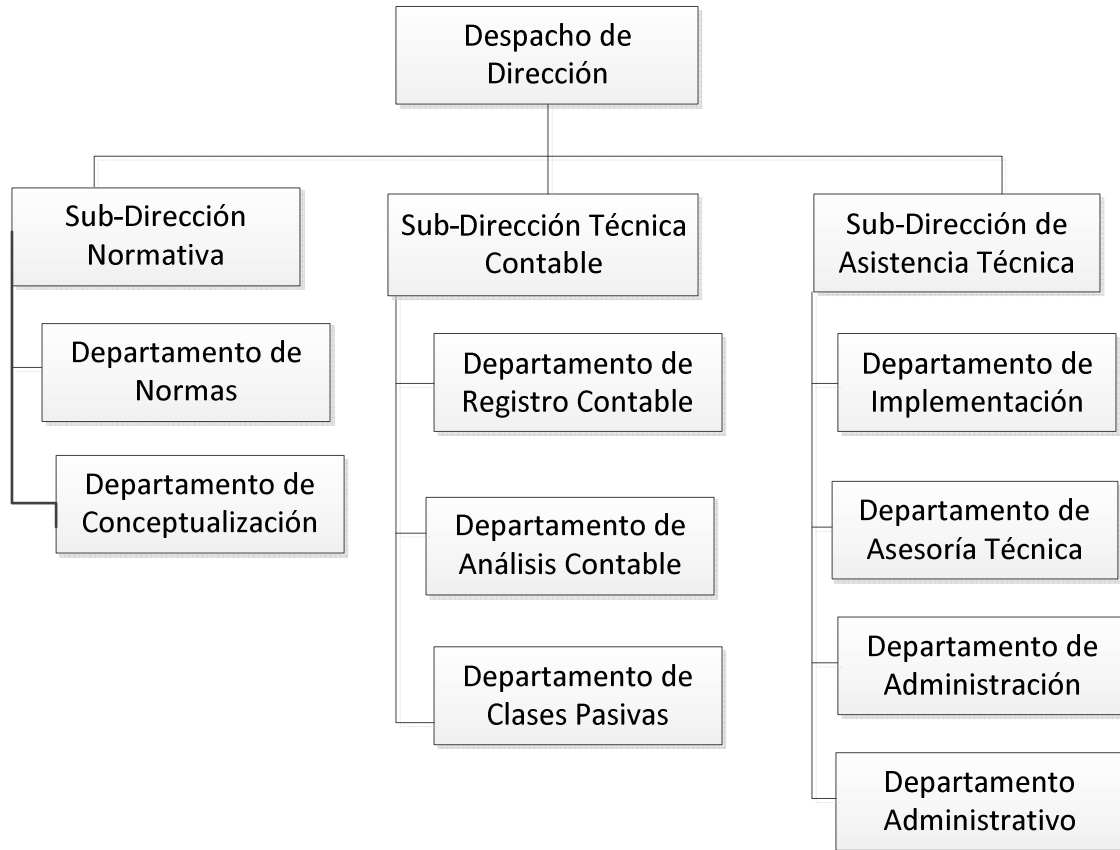 Despacho de
Dirección
Sub-Dirección
Normativa
Departamento de
Normas
Departamento de
Conceptualización
Sub-Dirección Técnica
Contable
Departamento de
Registro Contable
Departamento de
Análisis Contable
Departamento de
Clases Pasivas
Sub-Dirección de
Asistencia Técnica
Departamento de
Implementación
Departamento de
Asesoría Técnica
Departamento de
Administración
Departamento
Administrativo